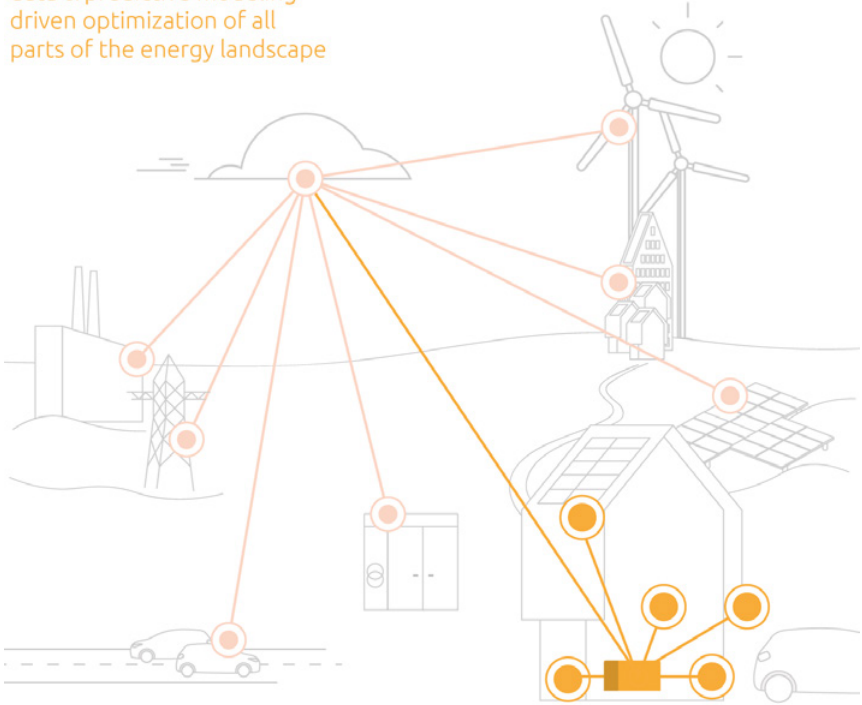 driven optimization of all
parts of the energy landscape